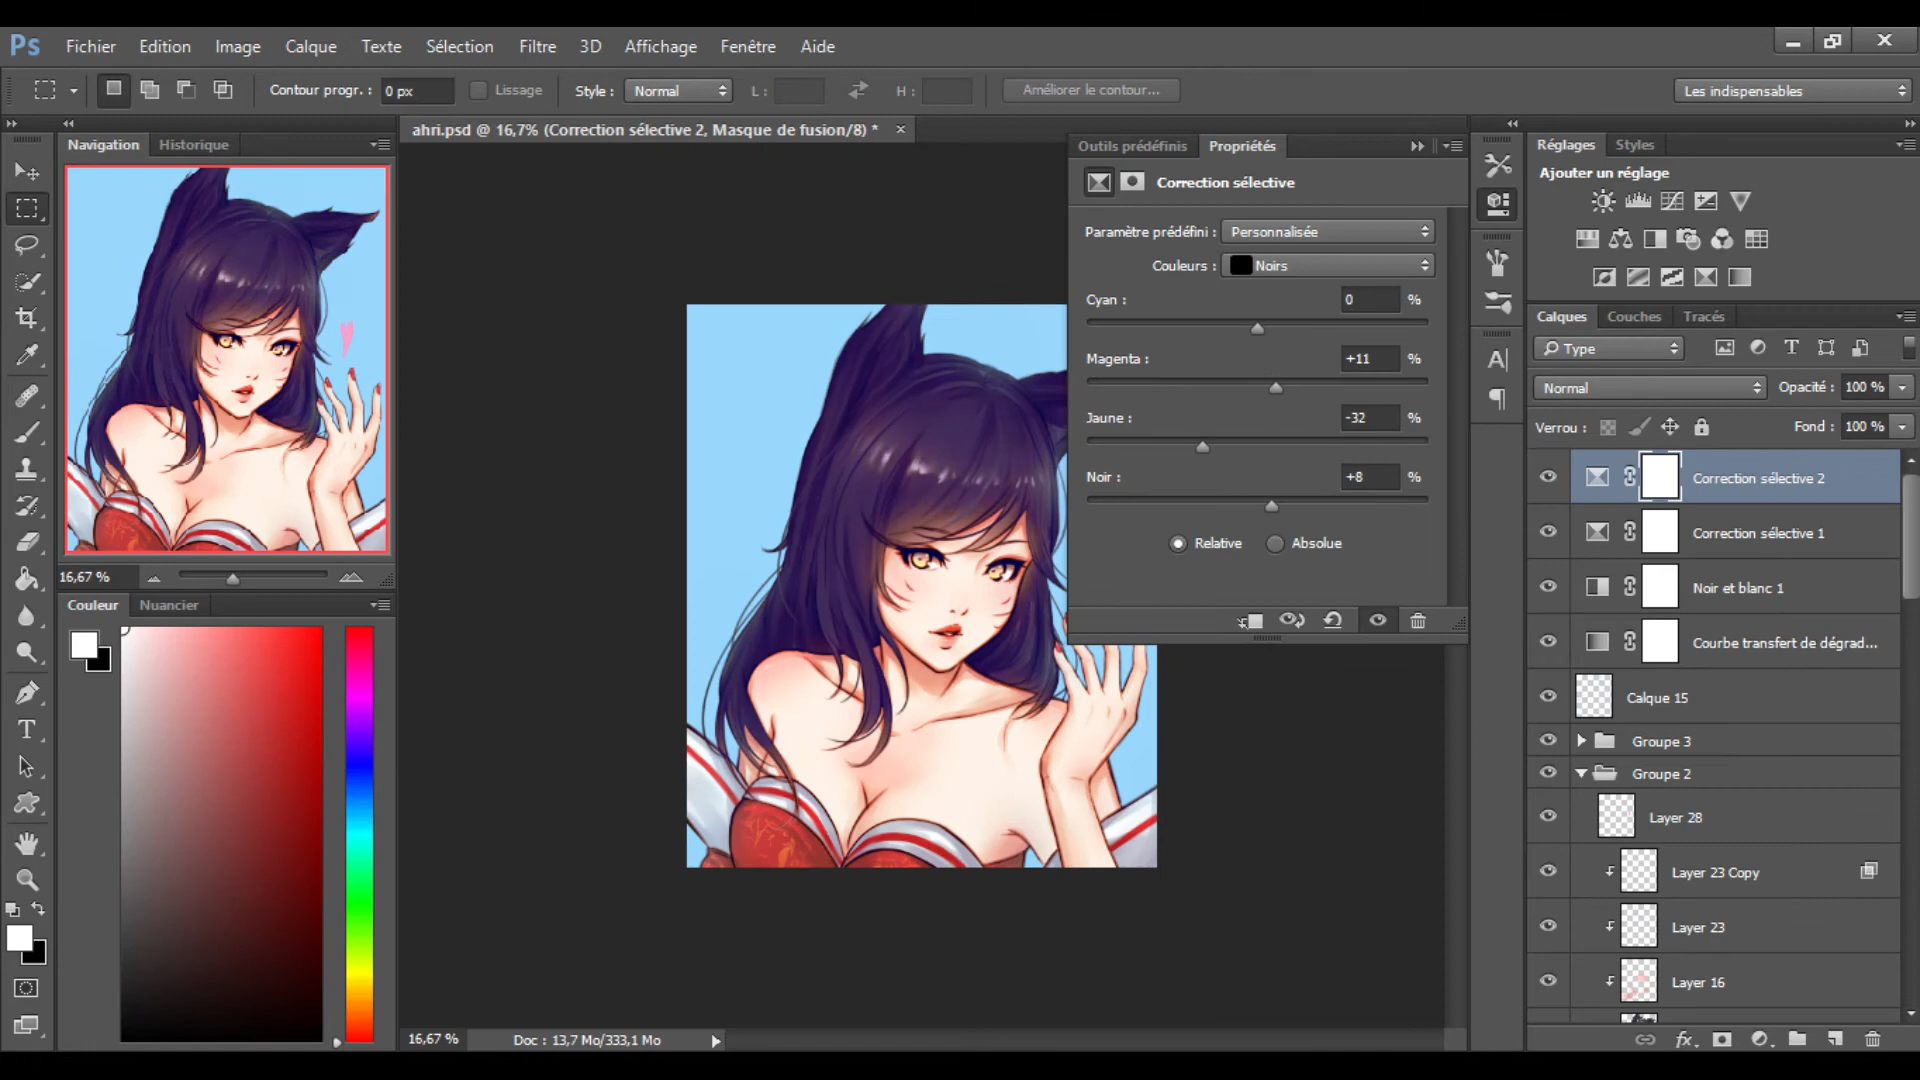 Ps Fichier Edition Image Calque Texte Sélection Filtre 3D Affichage Fenêtre Aide
Contour progr. : 0 px Lissage Style : Normal L : H : Améliorer le contour... Les indispensables
Navigation Historique
ahri.psd @ 16,7% (Correction sélective 2, Masque de fusion/8) *
Outils prédéfinis Propriétés
Correction sélective
Paramètre prédéfini : Personnalisée
Couleurs : Noirs
Cyan : 0 %
Magenta : +11 %
Jaune : -32 %
Noir : +8 %
Relative Absolue
Réglages Styles
Ajouter un réglage
Calques Couches Tracés
Type
Normal Opacité : 100 %
Verrou : Fond : 100 %
Correction sélective 2
Correction sélective 1
Noir et blanc 1
Courbe transfert de dégrad...
Calque 15
Groupe 3
Groupe 2
Layer 28
Layer 23 Copy
Layer 23
Layer 16
16,67 %
Couleur Nuancier
16,67 % Doc : 13,7 Mo/333,1 Mo